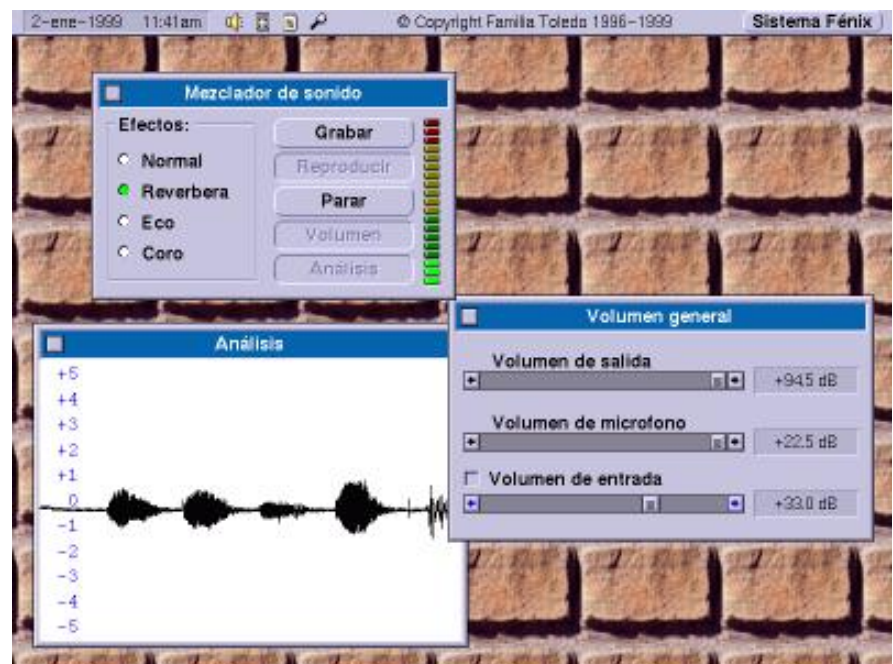 2-ene-1999 11:41am © Copyright Familia Toledo 1996-1999 Sistema Fénix
Mezclador de sonido
Efectos:
Normal
Reverbera
Eco
Coro
Grabar
Reproducir
Parar
Volumen
Análisis
Volumen general
Volumen de salida
+94.5 dB
Volumen de microfono
+22.5 dB
Volumen de entrada
+33.0 dB
Análisis
+5
+4
+3
+2
+1
0
-1
-2
-3
-4
-5